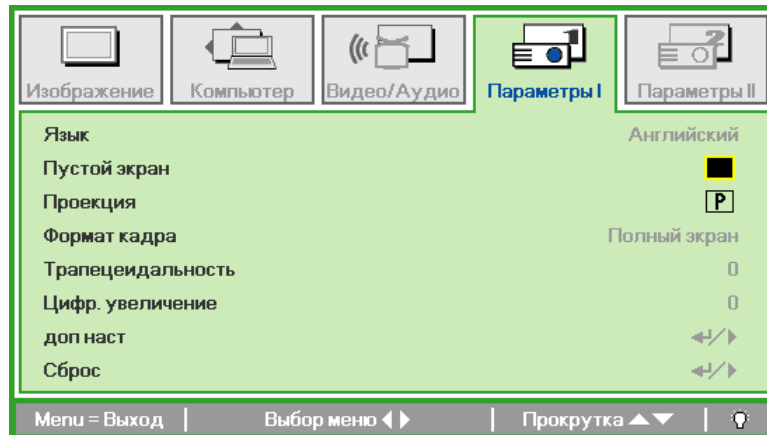 Изображение Компьютер Видео/Аудио Параметры I Параметры II
Язык Английский
Пустой экран
Проекция P
Формат кадра Полный экран
Трапецеидальность 0
Цифр. увеличение 0
доп наст
Сброс
Menu = Выход | Выбор меню | Прокрутка |